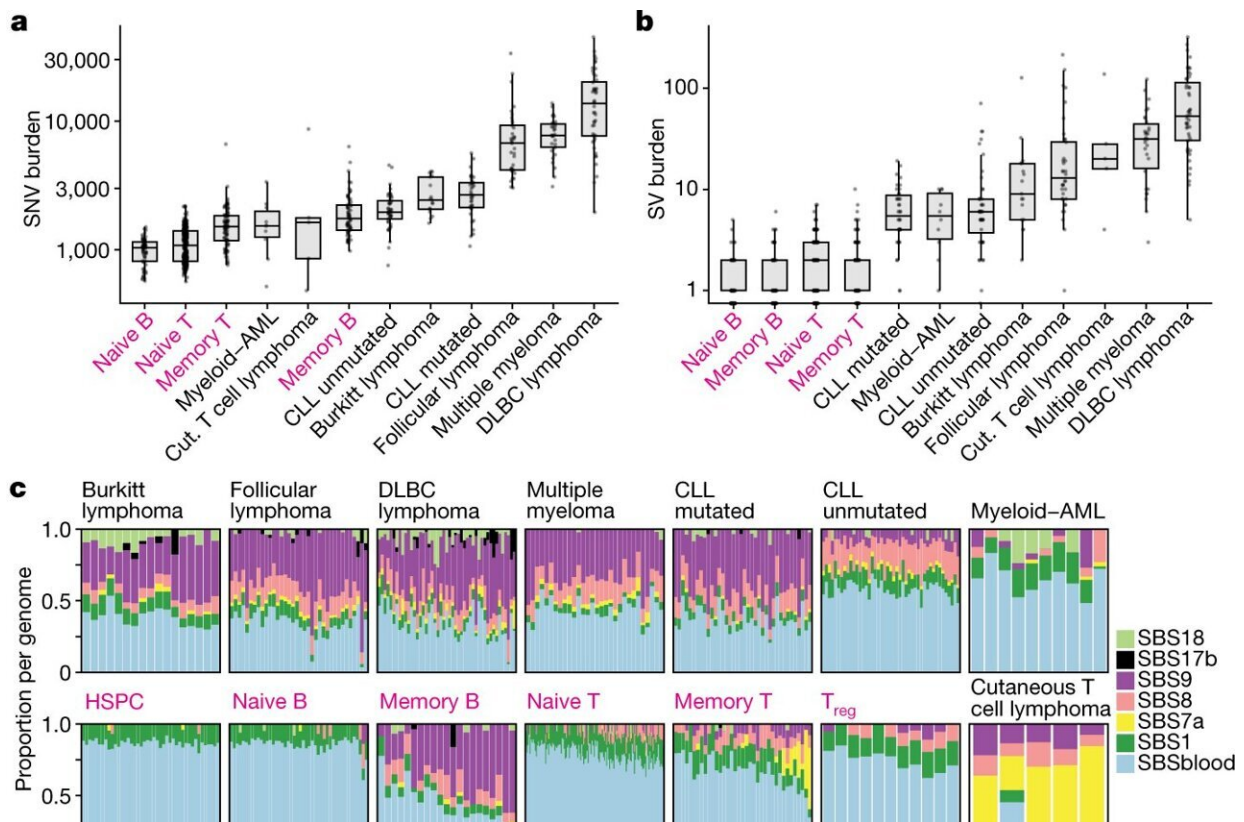 a
SNV burden
30,000
10,000
3,000
1,000
Naive B
Naive T
Memory T
Myeloid–AML
Cut. T cell lymphoma
Memory B
CLL unmutated
Burkitt lymphoma
CLL mutated
Follicular lymphoma
Multiple myeloma
DLBC lymphoma
b
SV burden
100
10
1
Naive B
Memory B
Naive T
Memory T
CLL mutated
Myeloid–AML
CLL unmutated
Burkitt lymphoma
Follicular lymphoma
Cut. T cell lymphoma
Multiple myeloma
DLBC lymphoma
c
Burkitt
lymphoma
Follicular
lymphoma
DLBC
lymphoma
Multiple
myeloma
CLL
mutated
CLL
unmutated
Myeloid–AML
Proportion per genome
1.0
0.5
0
HSPC
Naive B
Memory B
Naive T
Memory T
Treg
Cutaneous T
cell lymphoma
1.0
0.5
SBS18
SBS17b
SBS9
SBS8
SBS7a
SBS1
SBSblood